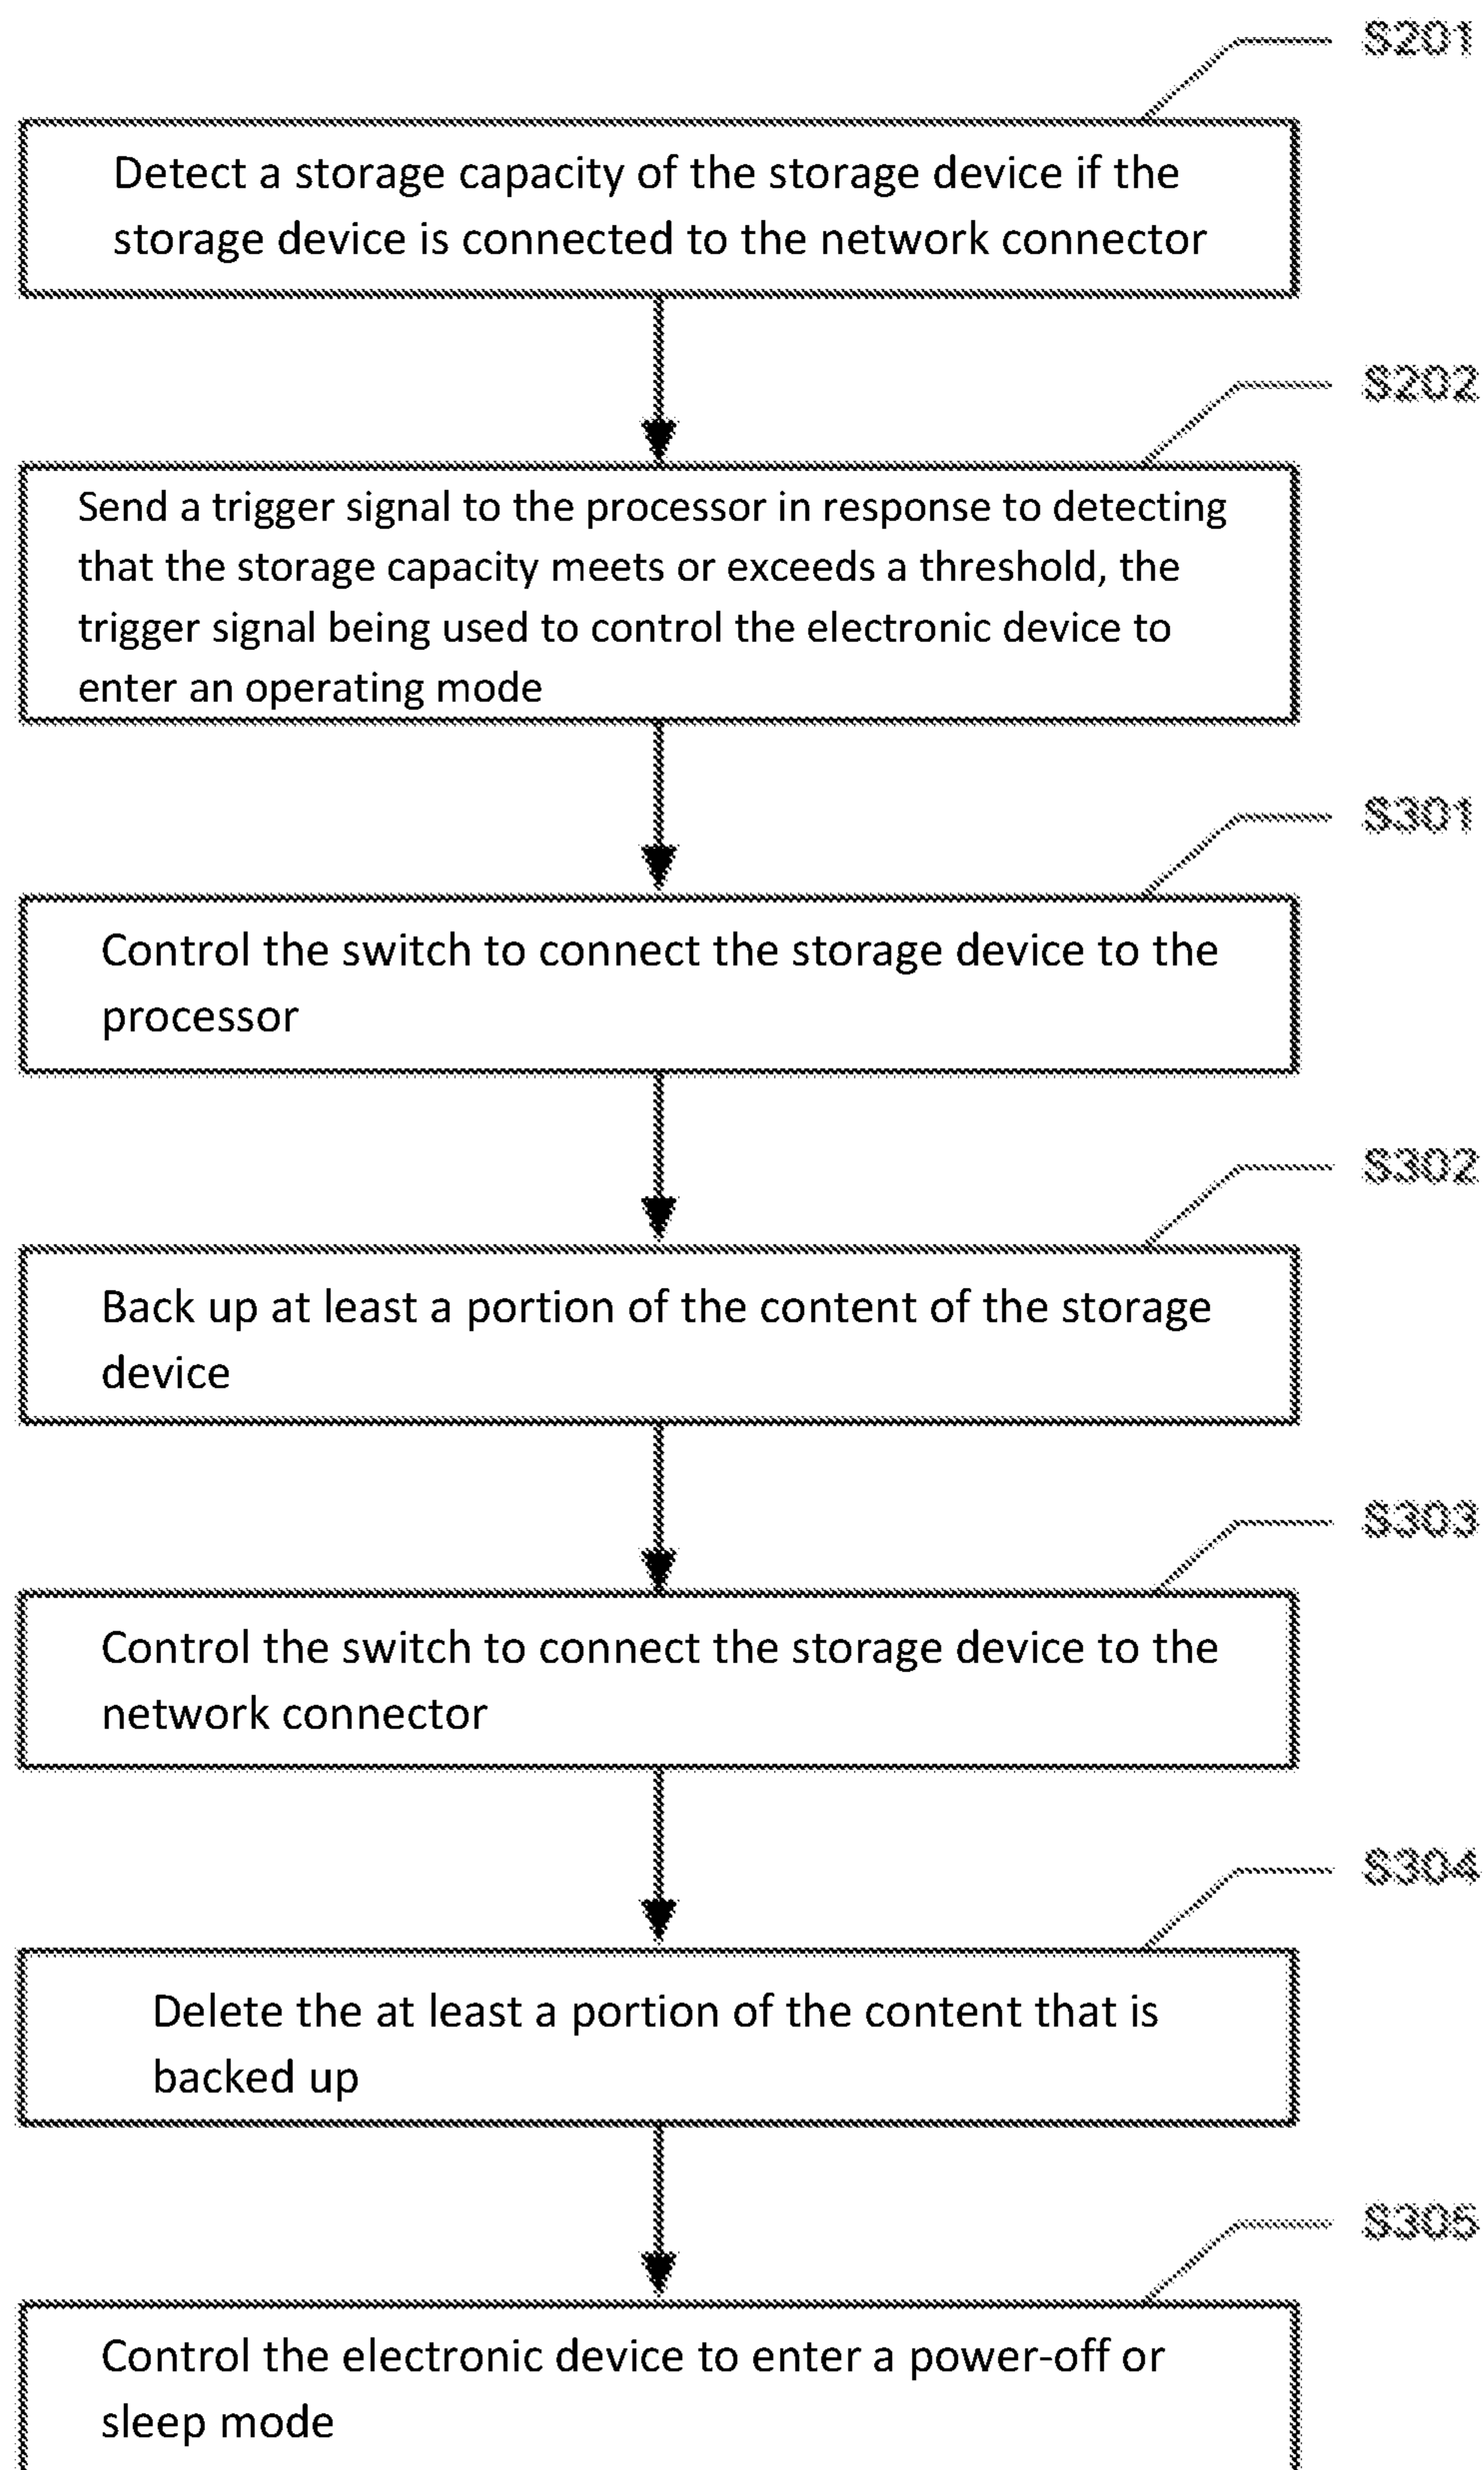 S201
Detect a storage capacity of the storage device if the
storage device is connected to the network connector
S202
Send a trigger signal to the processor in response to detecting
that the storage capacity meets or exceeds a threshold, the
trigger signal being used to control the electronic device to
enter an operating mode
S301
Control the switch to connect the storage device to the
processor
S302
Back up at least a portion of the content of the storage
device
S303
Control the switch to connect the storage device to the
network connector
S304
Delete the at least a portion of the content that is
backed up
S305
Control the electronic device to enter a power-off or
sleep mode